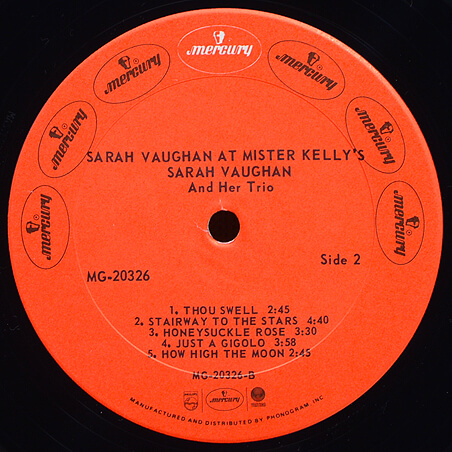 mercury
mercury
mercury
mercury
mercury
mercury
mercury
SARAH VAUGHAN AT MISTER KELLY'S
SARAH VAUGHAN
And Her Trio
Side 2
MG-20326
1. THOU SWELL 2:45
2. STAIRWAY TO THE STARS 4:40
3. HONEYSUCKLE ROSE 3:30
4. JUST A GIGOLO 3:58
5. HOW HIGH THE MOON 2:45
MG-20326-B
mercury
MANUFACTURED AND DISTRIBUTED BY PHONOGRAM, INC.